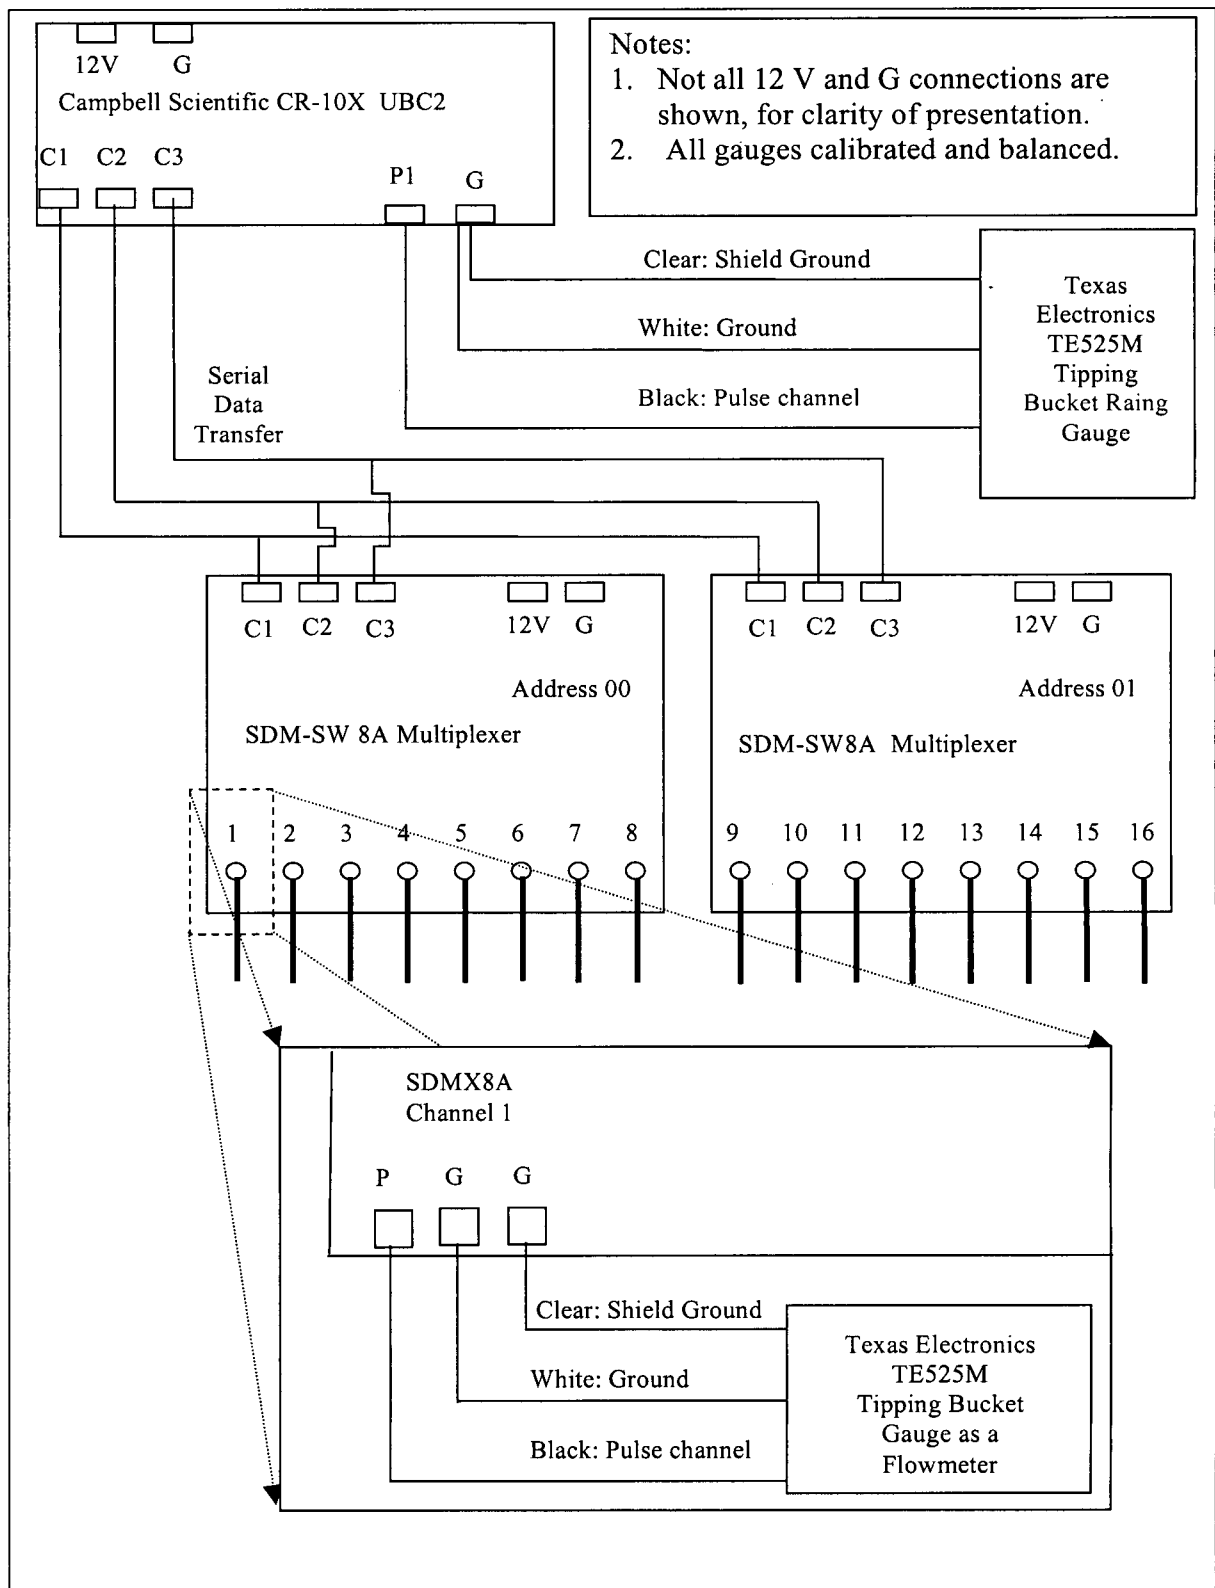 12V G
Campbell Scientific CR-10X UBC2
C1 C2 C3
P1 G
Notes:
1. Not all 12 V and G connections are
shown, for clarity of presentation.
2. All gauges calibrated and balanced.
Clear: Shield Ground
White: Ground
Black: Pulse channel
Texas
Electronics
TE525M
Tipping
Bucket Raing
Gauge
Serial
Data
Transfer
C1 C2 C3 12V G
Address 00
SDM-SW 8A Multiplexer
1 2 3 4 5 6 7 8
C1 C2 C3 12V G
Address 01
SDM-SW8A Multiplexer
9 10 11 12 13 14 15 16
SDMX8A
Channel 1
P G G
Clear: Shield Ground
White: Ground
Black: Pulse channel
Texas Electronics
TE525M
Tipping Bucket
Gauge as a
Flowmeter